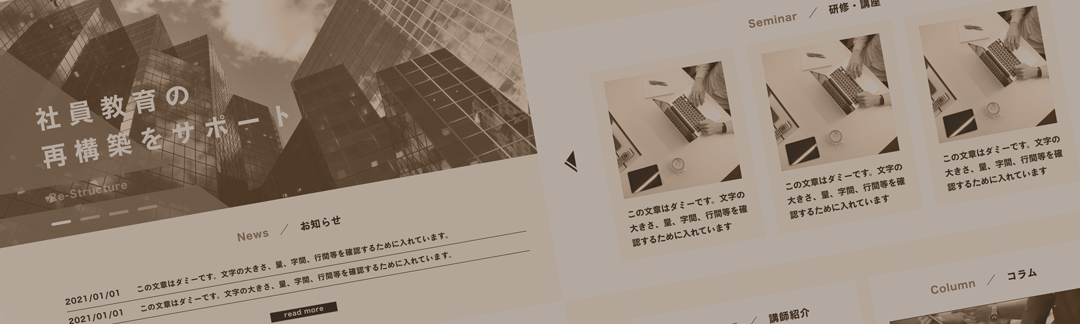 社員教育の
再構築をサポート
Re-Structure
News ／ お知らせ
2021/01/01 この文章はダミーです。文字の大きさ、量、字間、行間等を確認するために入れています。
2021/01/01 この文章はダミーです。文字の大きさ、量、字間、行間等を確認するために入れています。
read more
Seminar ／ 研修・講座
この文章はダミーです。文字の
大きさ、量、字間、行間等を確
認するために入れています
この文章はダミーです。文字の
大きさ、量、字間、行間等を確
認するために入れています
この文章はダミーです。文字の
大きさ、量、字間、行間等を確
認するために入れています
／ 講師紹介
Column ／ コラム